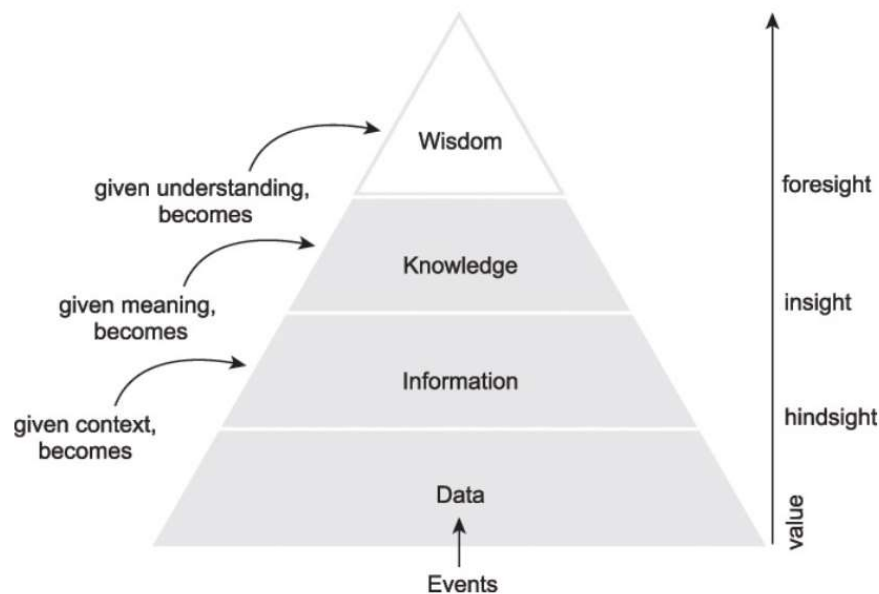 Wisdom
given understanding,
becomes
foresight
Knowledge
given meaning,
becomes
insight
Information
given context,
becomes
hindsight
Data
value
Events